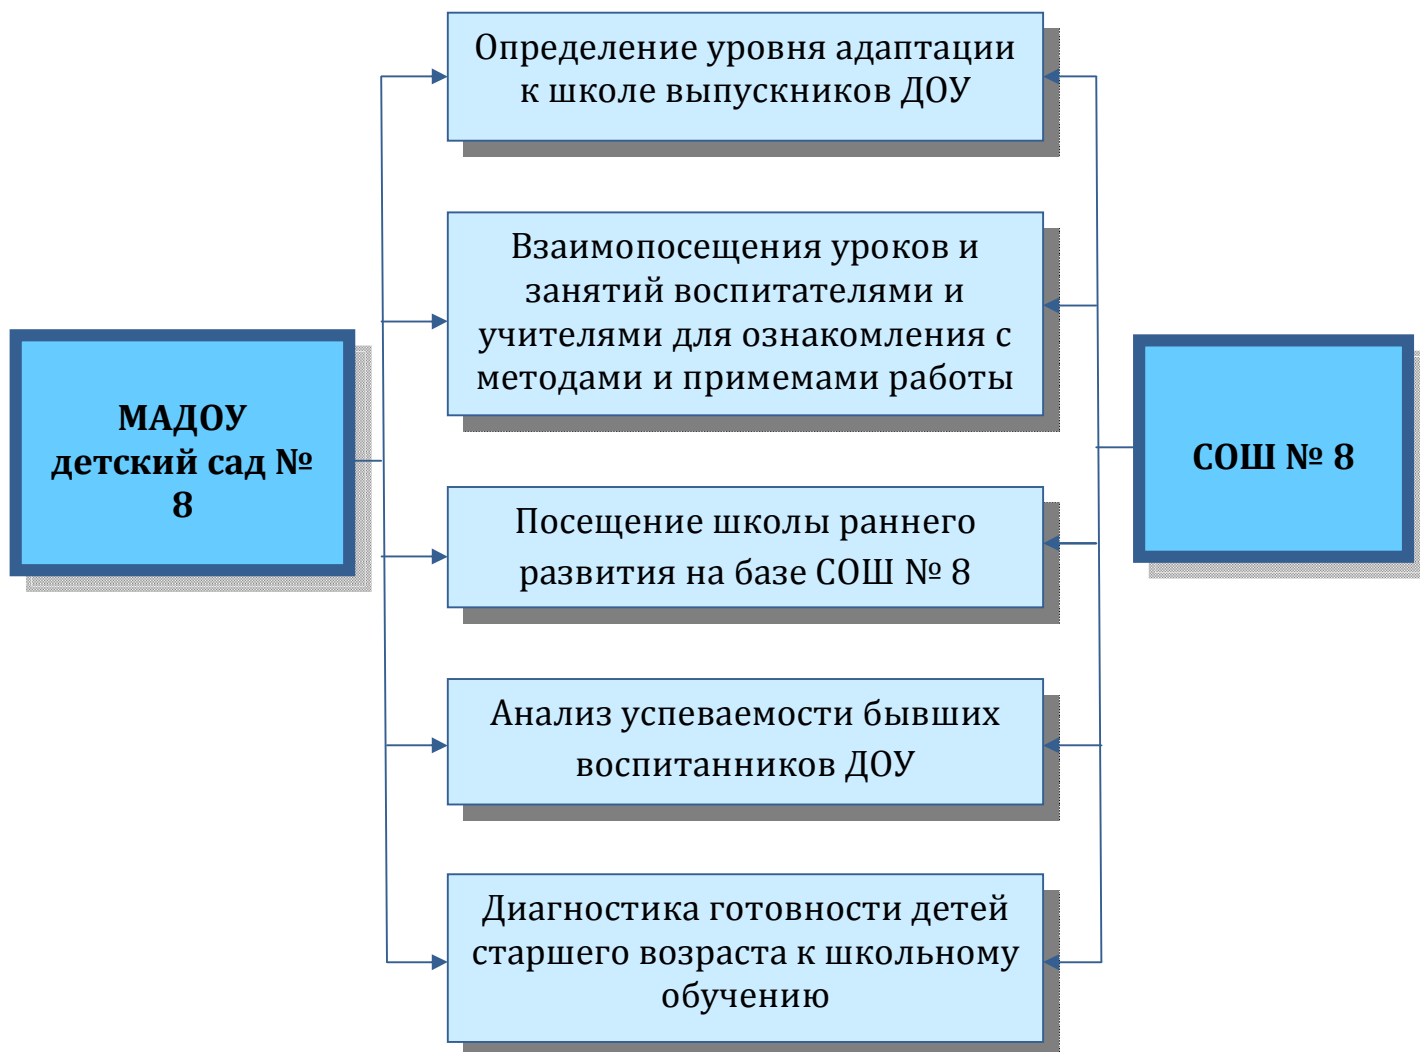 Определение уровня адаптации
к школе выпускников ДОУ
Взаимопосещения уроков и
занятий воспитателями и
учителями для ознакомления с
методами и примемами работы
МАДОУ
детский сад №
8
СОШ № 8
Посещение школы раннего
развития на базе СОШ № 8
Анализ успеваемости бывших
воспитанников ДОУ
Диагностика готовности детей
старшего возраста к школьному
обучению